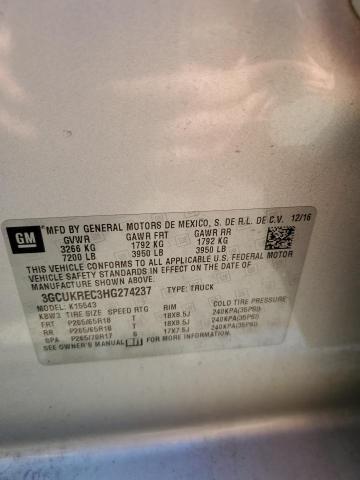 GM
MFD BY GENERAL MOTORS DE MEXICO, S. DE R.L. DE C.V. 12/16
GVWR GAWR FRT GAWR RR
3266 KG 1792 KG 1792 KG
7200 LB 3950 LB 3950 LB
THIS VEHICLE CONFORMS TO ALL APPLICABLE U.S. FEDERAL MOTOR
VEHICLE SAFETY STANDARDS IN EFFECT ON THE DATE OF
MANUFACTURE SHOWN ABOVE.
3GCUKREC3HG274237 TYPE: TRUCK
MODEL: K15543
KBW3 TIRE SIZE SPEED RTG RIM COLD TIRE PRESSURE
FRT P265/65R18 T 18X8.5J 240KPA(35PSI)
RR P265/65R18 T 18X8.5J 240KPA(35PSI)
SPA P265/70R17 S 17X7.5J 240KPA(35PSI)
SEE OWNER'S MANUAL FOR MORE INFORMATION.